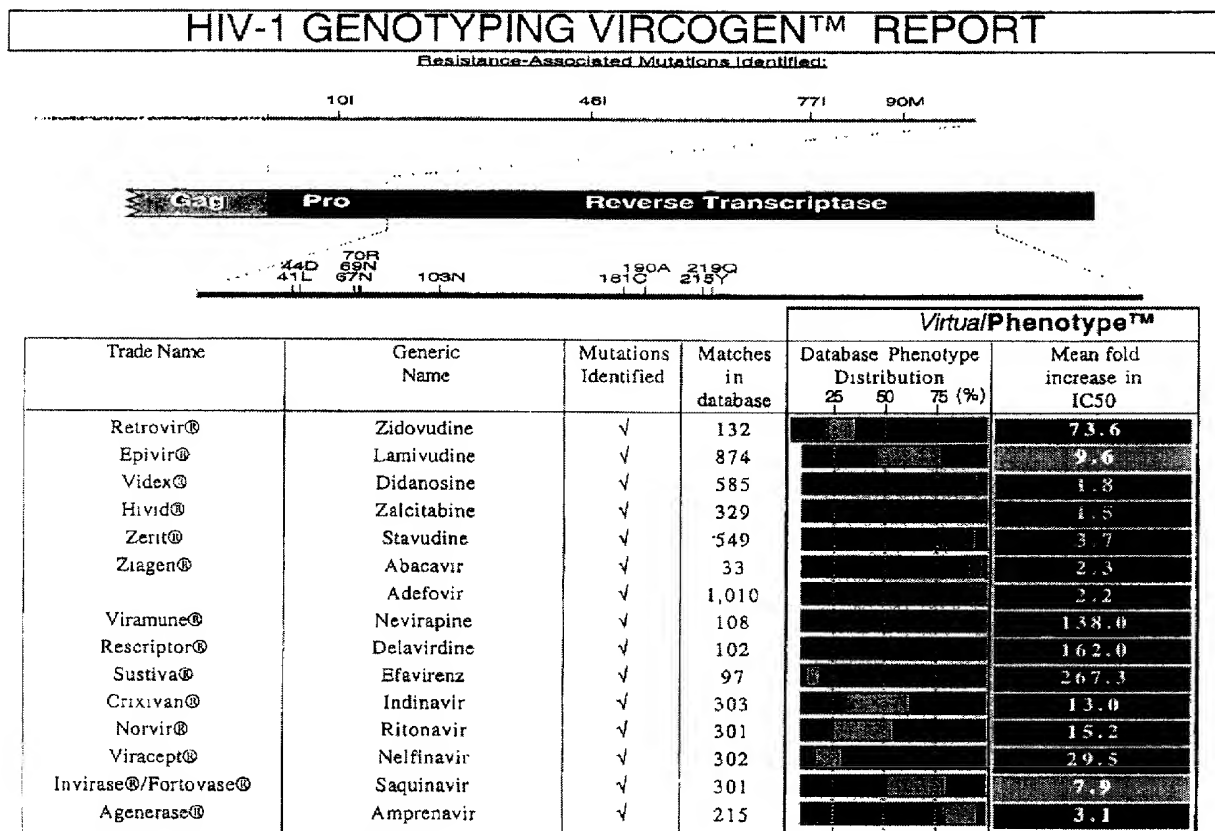 HIV-1 GENOTYPING VIRCOGEN™ REPORT
Resistance-Associated Mutations Identified:
10I 46I 77I 90M
Gag Pro Reverse Transcriptase
44D 70R 69N 190A 219Q
41L 67N 103N 181C 215Y
VirtualPhenotype™
Trade Name Generic Name Mutations Identified Matches in database Database Phenotype Distribution 25 50 75 (%) Mean fold increase in IC50
Retrovir® Zidovudine √ 132 73.6
Epivir® Lamivudine √ 874 9.6
Videx® Didanosine √ 585 1.8
Hivid® Zalcitabine √ 329 1.5
Zerit® Stavudine √ 549 3.7
Ziagen® Abacavir √ 33 2.3
Adefovir √ 1,010 2.2
Viramune® Nevirapine √ 108 138.0
Rescriptor® Delavirdine √ 102 162.0
Sustiva® Efavirenz √ 97 267.3
Crixivan® Indinavir √ 303 13.0
Norvir® Ritonavir √ 301 15.2
Viracept® Nelfinavir √ 302 29.5
Invirase®/Fortovase® Saquinavir √ 301 7.9
Agenerase® Amprenavir √ 215 3.1